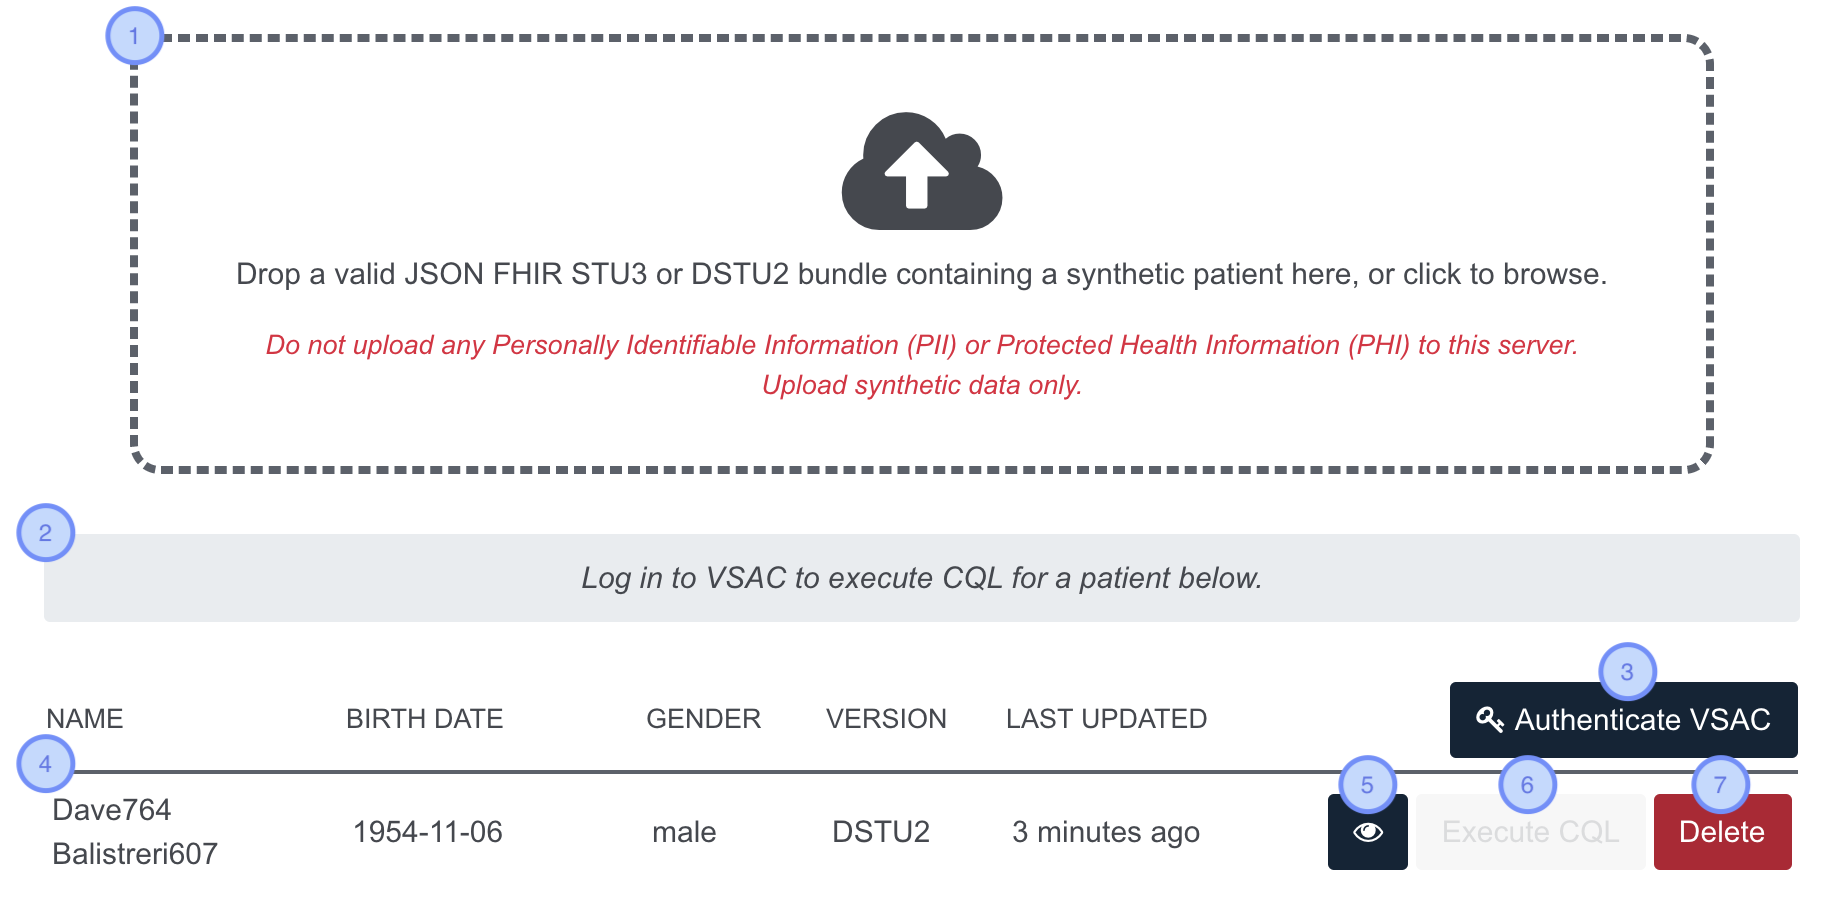 1
Drop a valid JSON FHIR STU3 or DSTU2 bundle containing a synthetic patient here, or click to browse.
Do not upload any Personally Identifiable Information (PII) or Protected Health Information (PHI) to this server.
Upload synthetic data only.
2
Log in to VSAC to execute CQL for a patient below.
3
NAME BIRTH DATE GENDER VERSION LAST UPDATED Authenticate VSAC
4 5 6 7
Dave764
Balistreri607 1954-11-06 male DSTU2 3 minutes ago Execute CQL Delete